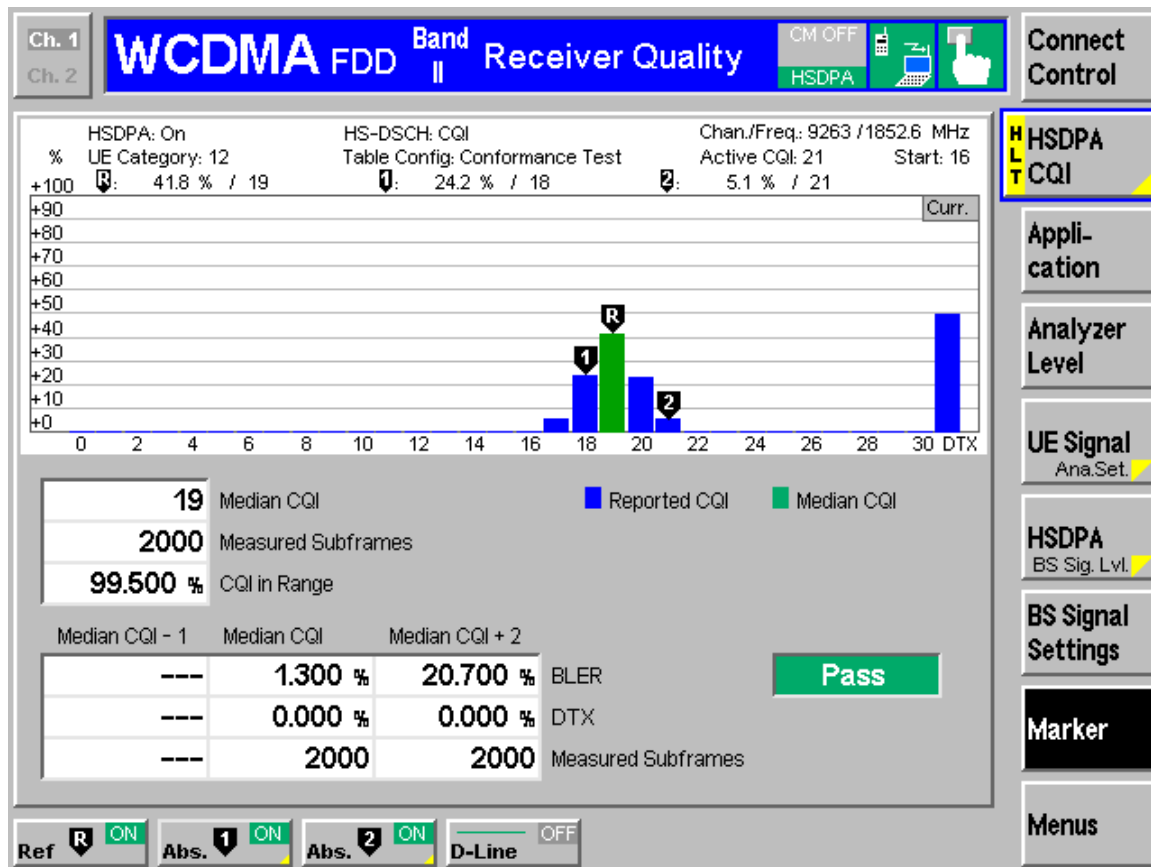 Ch. 1
Ch. 2
WCDMA FDD Band II Receiver Quality
CM OFF
HSDPA
Connect Control
HSDPA: On HS-DSCH: CQI Chan./Freq.: 9263 / 1852.6 MHz
% UE Category: 12 Table Config: Conformance Test Active CQI: 21 Start: 16
+100 R: 41.8 % / 19 1: 24.2 % / 18 2: 5.1 % / 21
HLT HSDPA CQI
+90 Curr.
+80
+70
+60
+50
+40 R
+30 1
+20
+10 2
+0
0 2 4 6 8 10 12 14 16 18 20 22 24 26 28 30 DTX
Appli-
cation
Analyzer
Level
UE Signal
Ana.Set.
19 Median CQI Reported CQI Median CQI
2000 Measured Subframes
99.500 % CQI in Range
HSDPA
BS Sig. Lvl.
Median CQI - 1 Median CQI Median CQI + 2
--- 1.300 % 20.700 % BLER Pass
--- 0.000 % 0.000 % DTX
--- 2000 2000 Measured Subframes
BS Signal
Settings
Marker
Menus
Ref R ON Abs. 1 ON Abs. 2 ON D-Line OFF